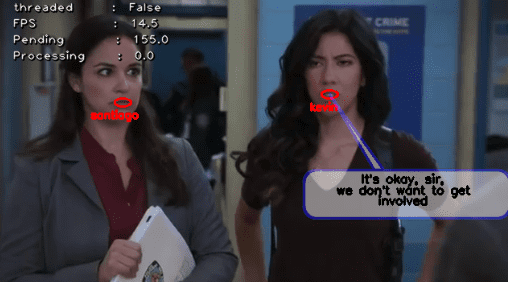 threaded : False
FPS : 14.5
Pending : 155.0
Processing : 0.0
CRIME
santiago
kevin
It's okay, sir,
we don't want to get
involved